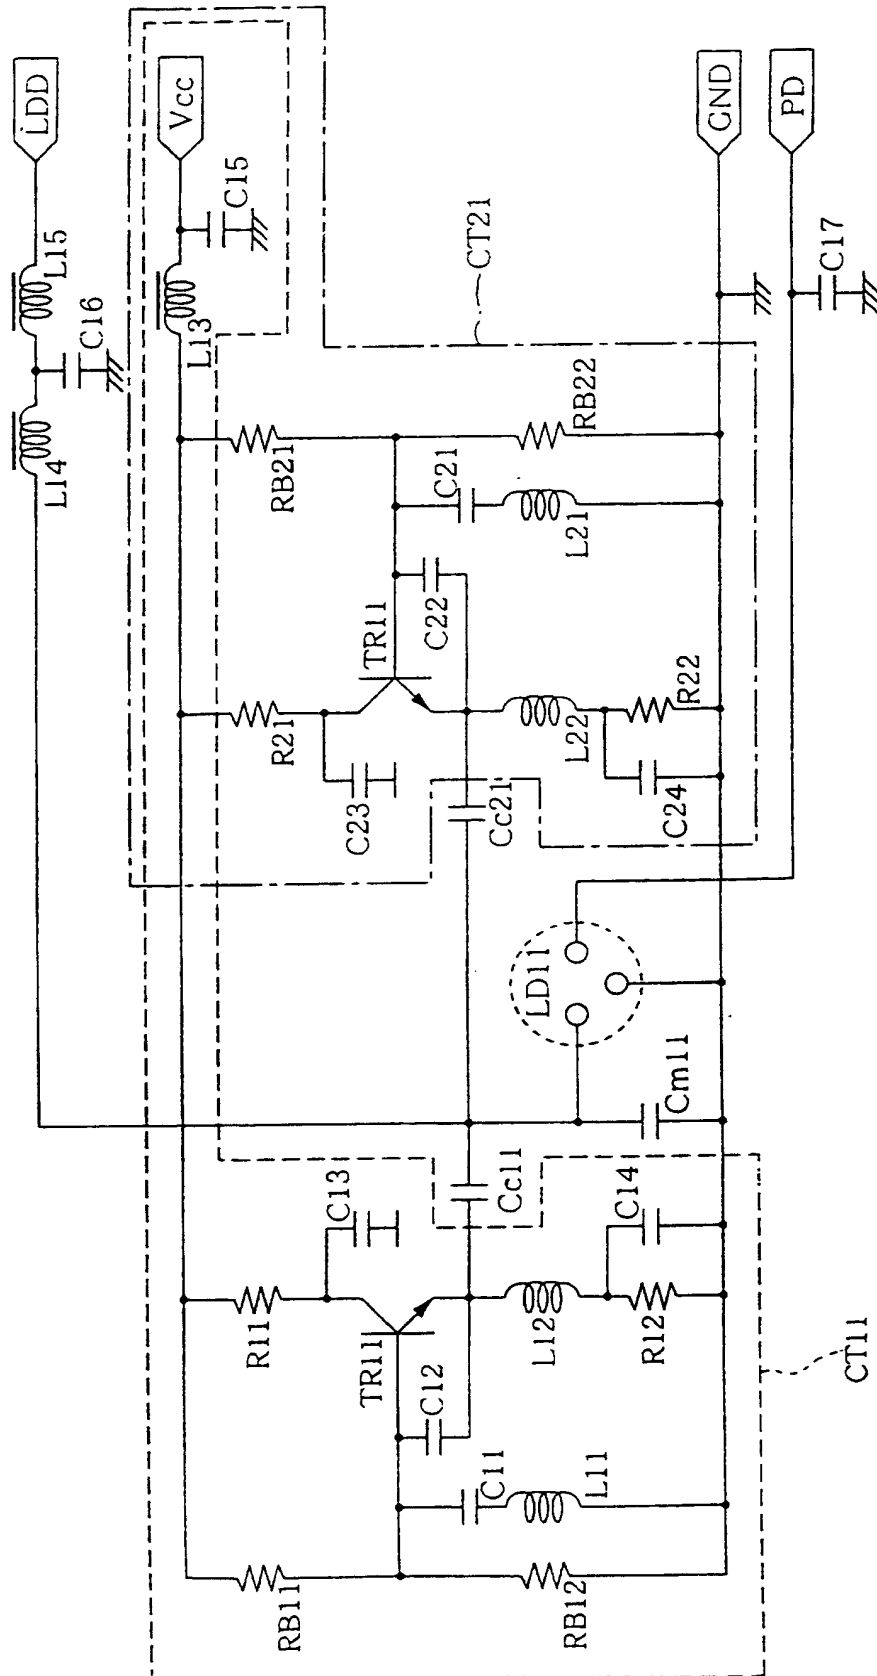 LDD
L15
C16
L14
Vcc
C15
L13
GND
PD
C17
CT21
RB21
RB22
C21
L21
C22
TR11
R21
C23
L22
R22
C24
Cc21
LD11
Cm11
Cc11
C13
C14
R11
TR11
C12
L12
R12
C11
L11
RB11
RB12
CT11